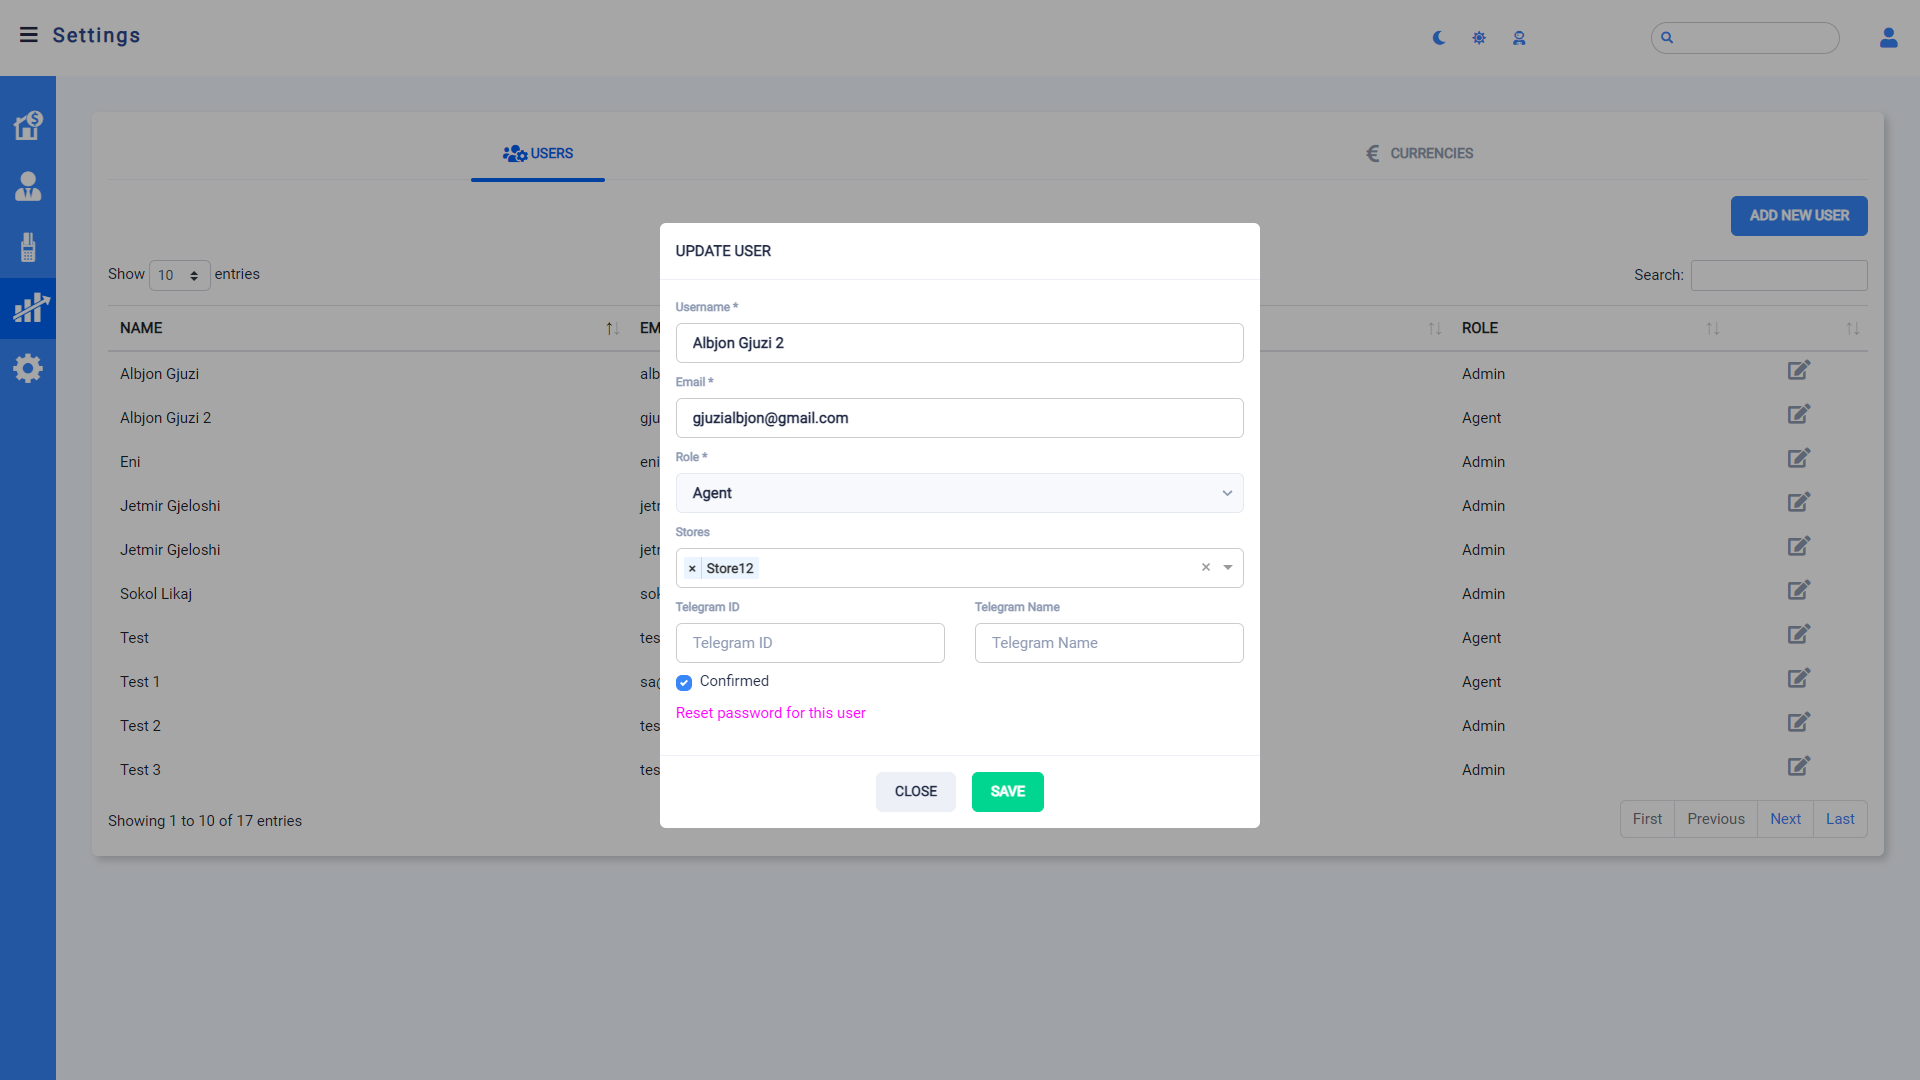 Settings
USERS
€ CURRENCIES
ADD NEW USER
Show 10 entries
Search:
NAME
EM
ROLE
Albjon Gjuzi
alb
Admin
Albjon Gjuzi 2
gju
Agent
Eni
eni
Admin
Jetmir Gjeloshi
jetr
Admin
Jetmir Gjeloshi
jetr
Admin
Sokol Likaj
sok
Admin
Test
tes
Agent
Test 1
sa
Agent
Test 2
tes
Admin
Test 3
tes
Admin
Showing 1 to 10 of 17 entries
First Previous Next Last
UPDATE USER
Username *
Albjon Gjuzi 2
Email *
gjuzialbjon@gmail.com
Role *
Agent
Stores
× Store12 ×
Telegram ID
Telegram Name
Telegram ID
Telegram Name
Confirmed
Reset password for this user
CLOSE
SAVE